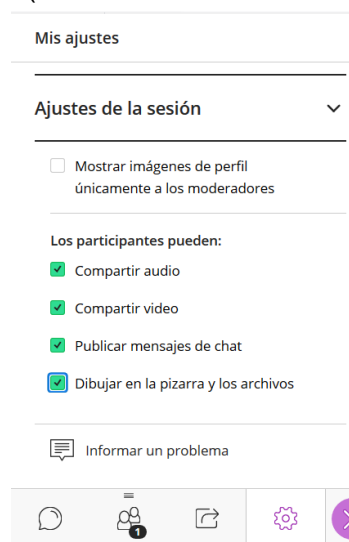 Mis ajustes
Ajustes de la sesión
Mostrar imágenes de perfil
únicamente a los moderadores
Los participantes pueden:
Compartir audio
Compartir video
Publicar mensajes de chat
Dibujar en la pizarra y los archivos
Informar un problema
1